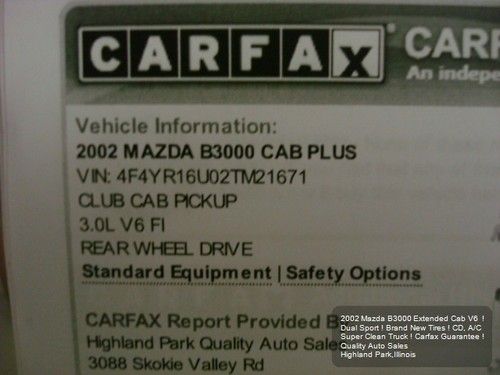 CARFAX CARF
An indepe
Vehicle Information:
2002 MAZDA B3000 CAB PLUS
VIN: 4F4YR16U02TM21671
CLUB CAB PICKUP
3.0L V6 FI
REAR WHEEL DRIVE
Standard Equipment | Safety Options
CARFAX Report Provided B
Highland Park Quality Auto Sale
3088 Skokie Valley Rd
2002 Mazda B3000 Extended Cab V6 !
Dual Sport ! Brand New Tires ! CD, A/C
Super Clean Truck ! Carfax Guarantee !
Quality Auto Sales
Highland Park,Illinois